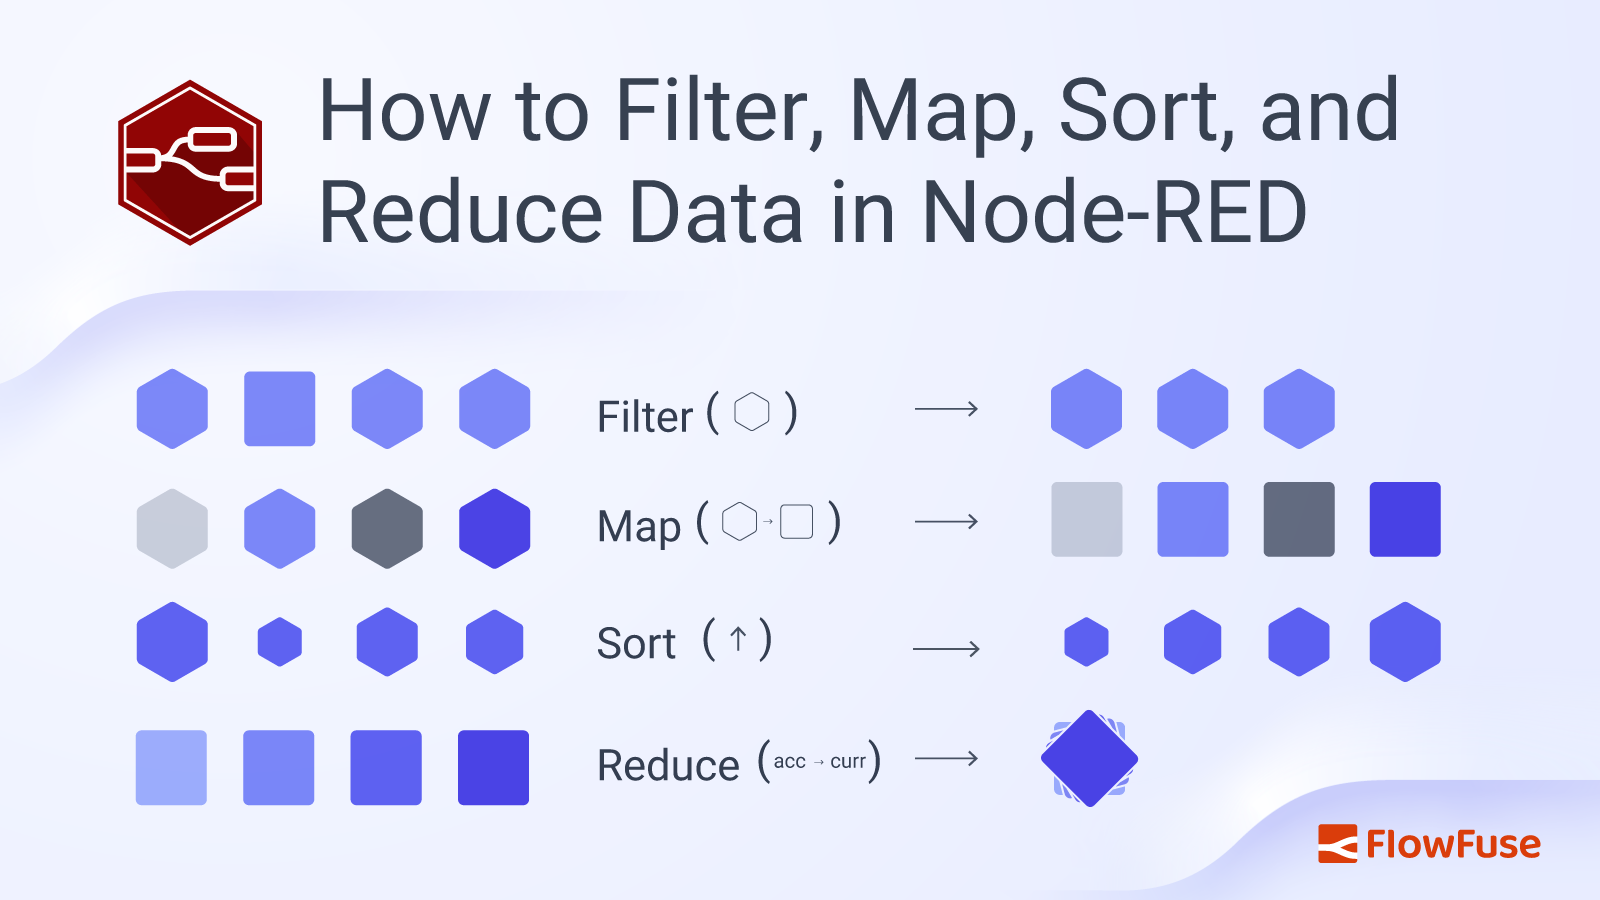 How to Filter, Map, Sort, and
Reduce Data in Node-RED
Filter ( )
Map ( → )
Sort ( ↑ )
Reduce (acc → curr)
FlowFuse